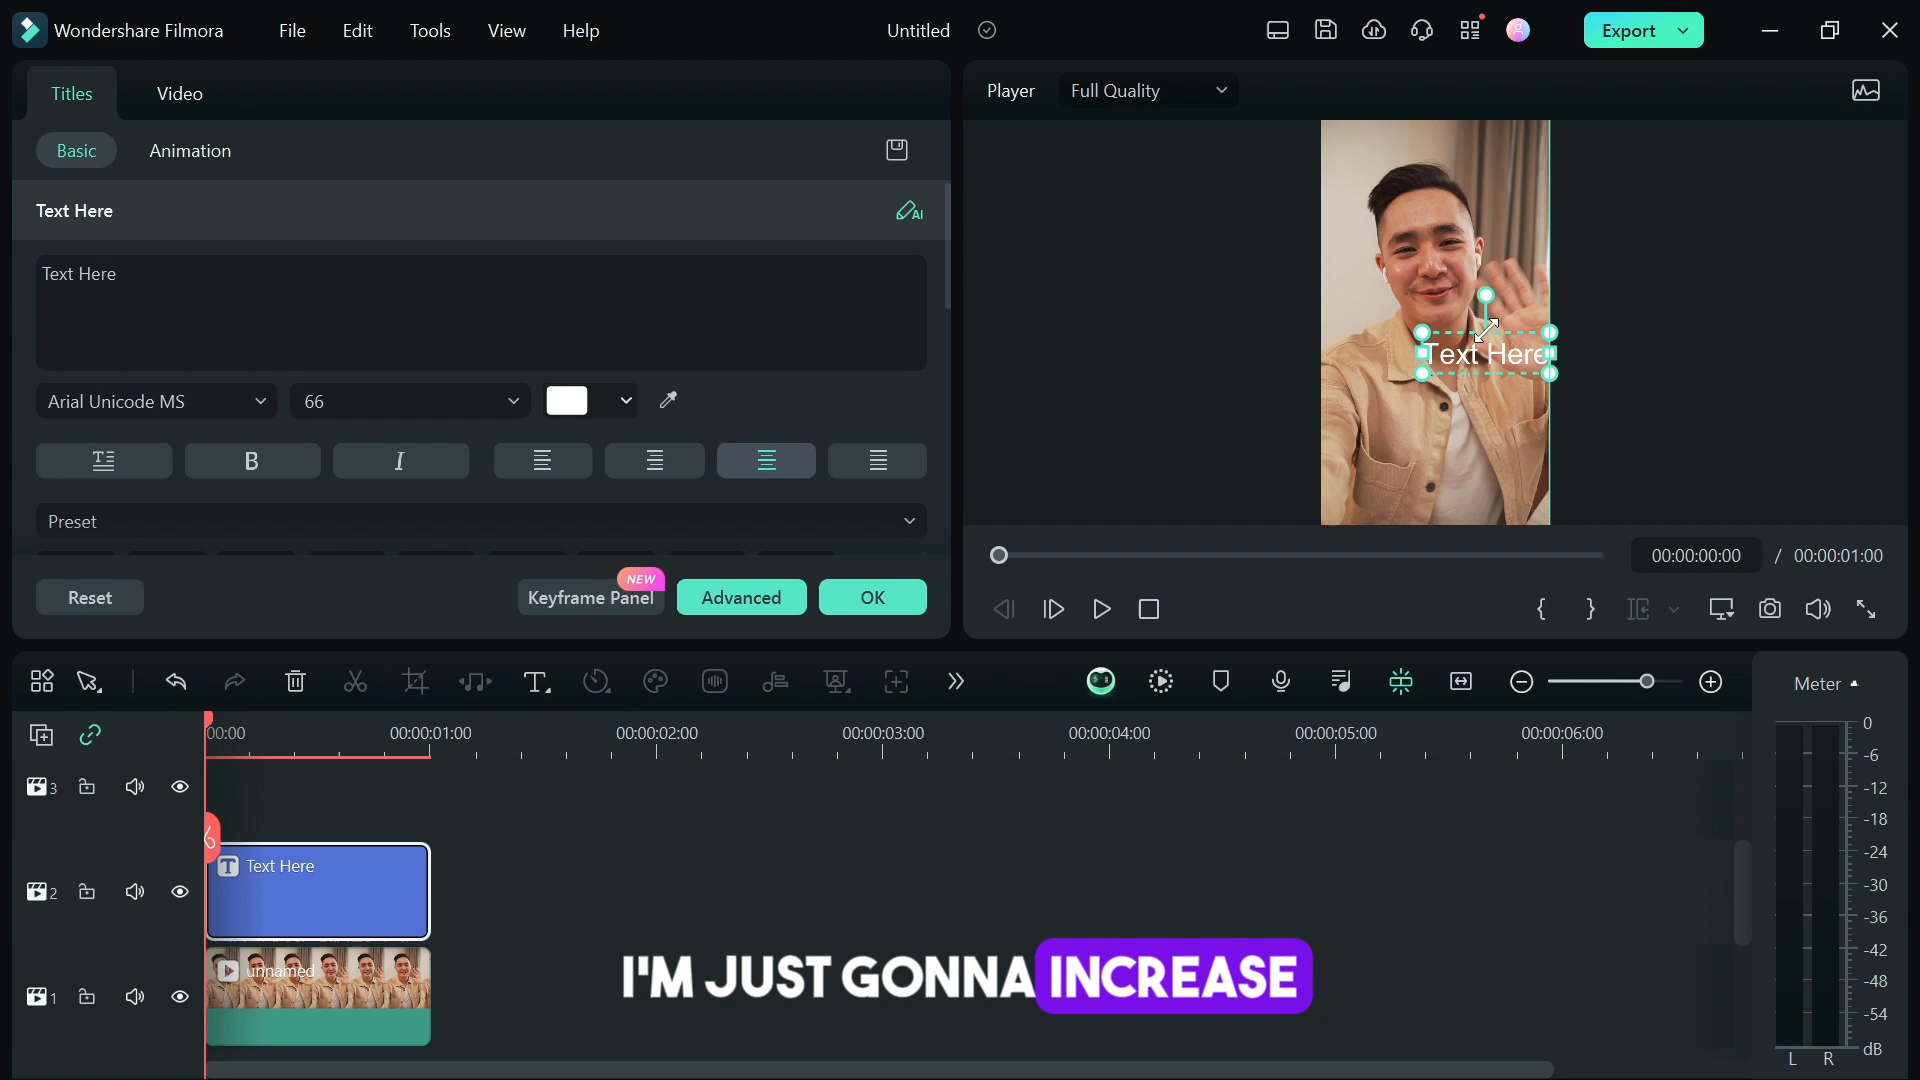 Wondershare Filmora File Edit Tools View Help Untitled Export
Titles Video
Player Full Quality
Basic Animation
Text Here
AI
Text Here
Text Here
Arial Unicode MS 66
T B I
Preset
NEW
Reset Keyframe Panel Advanced OK
00:00:00:00 / 00:00:01:00
{ }
T
Meter
00:00 00:00:01:00 00:00:02:00 00:00:03:00 00:00:04:00 00:00:05:00 00:00:06:00
3
T Text Here
2
unnamed
1
I'M JUST GONNA INCREASE
0
-6
-12
-18
-24
-30
-36
-42
-48
-54
dB
L R